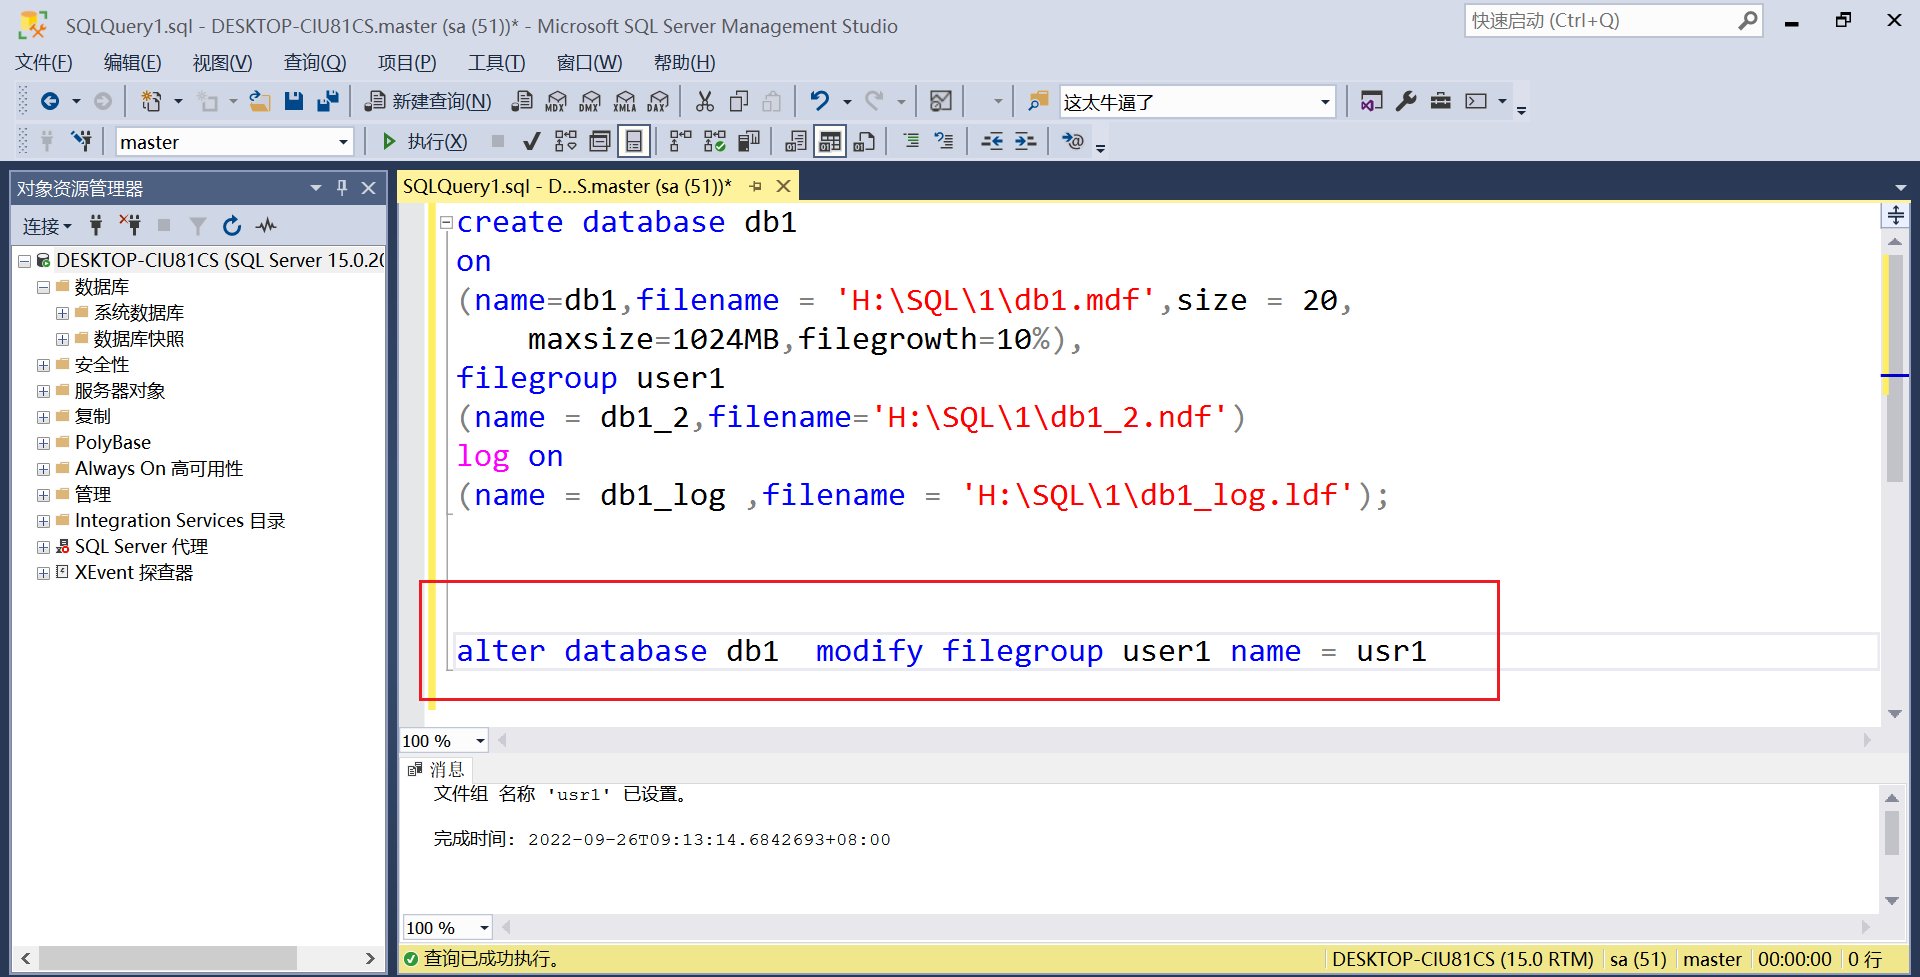 SQLQuery1.sql - DESKTOP-CIU81CS.master (sa (51))* - Microsoft SQL Server Management Studio
快速启动 (Ctrl+Q)
文件(F) 编辑(E) 视图(V) 查询(Q) 项目(P) 工具(T) 窗口(W) 帮助(H)
新建查询(N) MDX DMX XMLA DAX 这太牛逼了
master 执行(X)
对象资源管理器
连接
DESKTOP-CIU81CS (SQL Server 15.0.20
数据库
系统数据库
数据库快照
安全性
服务器对象
复制
PolyBase
Always On 高可用性
管理
Integration Services 目录
SQL Server 代理
XEvent 探查器
SQLQuery1.sql - D...S.master (sa (51))*
create database db1
on
(name=db1,filename = 'H:\SQL\1\db1.mdf',size = 20,
maxsize=1024MB,filegrowth=10%),
filegroup user1
(name = db1_2,filename='H:\SQL\1\db1_2.ndf')
log on
(name = db1_log ,filename = 'H:\SQL\1\db1_log.ldf');
alter database db1  modify filegroup user1 name = usr1
100 %
消息
文件组 名称 'usr1' 已设置。
完成时间: 2022-09-26T09:13:14.6842693+08:00
100 %
查询已成功执行。
DESKTOP-CIU81CS (15.0 RTM) sa (51) master 00:00:00 0 行